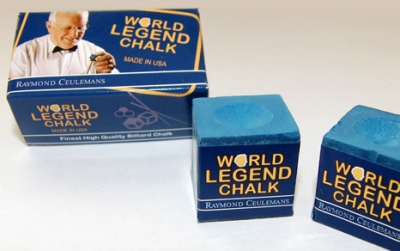 WORLD
LEGEND
CHALK
MADE IN USA
RAYMOND CEULEMANS
WORLD
LEGEND CHALK
MADE IN USA
Finest High Quality Billiard Chalk
WORLD
LEGEND
CHALK
RAYMOND CEULEMANS
WORLD
LEGEND
CHALK
RAYMOND CEULEMANS